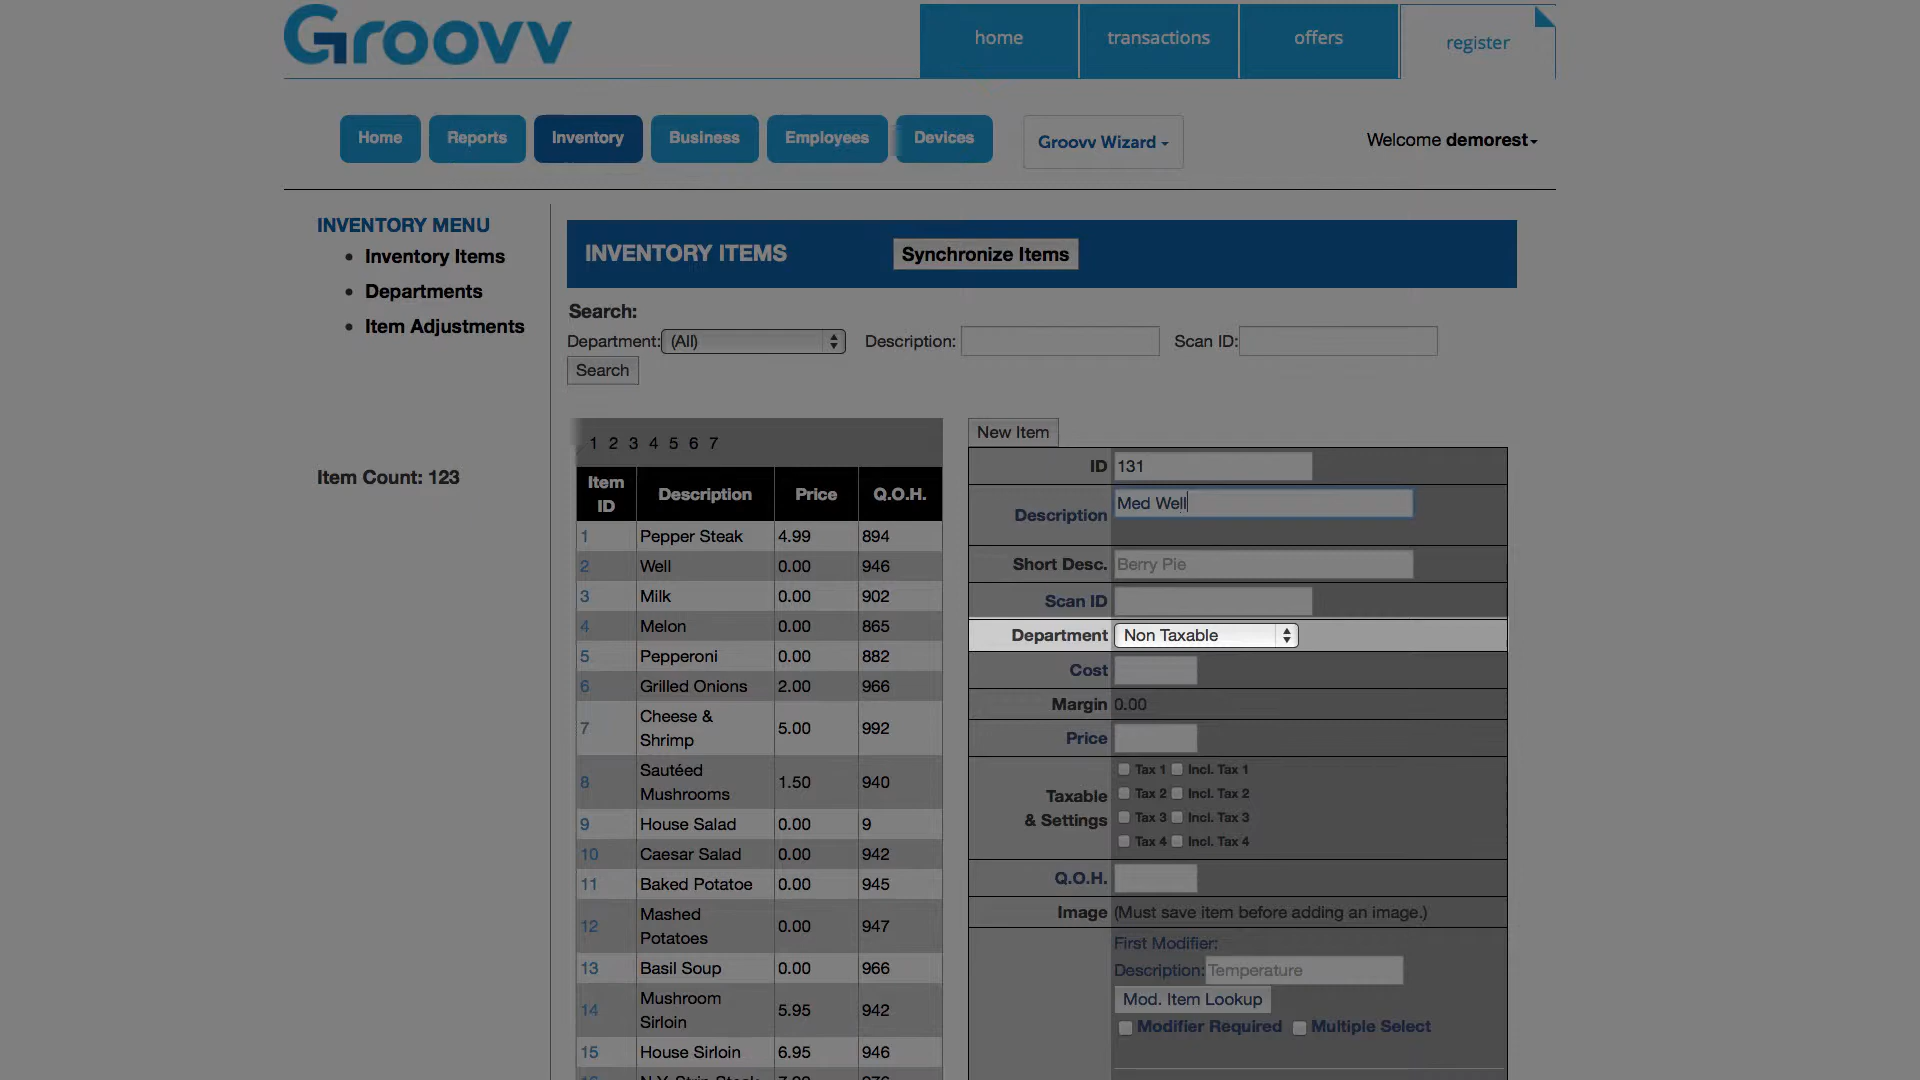 Groovv
home transactions offers register
Home Reports Inventory Business Employees Devices Groovv Wizard Welcome demorest
INVENTORY MENU
Inventory Items
Departments
Item Adjustments
Item Count: 123
INVENTORY ITEMS Synchronize Items
Search:
Department: (All) Description: Scan ID:
Search
1 2 3 4 5 6 7
Item ID Description Price Q.O.H.
1 Pepper Steak 4.99 894
2 Well 0.00 946
3 Milk 0.00 902
4 Melon 0.00 865
5 Pepperoni 0.00 882
6 Grilled Onions 2.00 966
7 Cheese & Shrimp 5.00 992
8 Sautéed Mushrooms 1.50 940
9 House Salad 0.00 9
10 Caesar Salad 0.00 942
11 Baked Potatoe 0.00 945
12 Mashed Potatoes 0.00 947
13 Basil Soup 0.00 966
14 Mushroom Sirloin 5.95 942
15 House Sirloin 6.95 946
New Item
ID 131
Description Med Well
Short Desc. Berry Pie
Scan ID
Department Non Taxable
Cost
Margin 0.00
Price
Taxable & Settings
Tax 1 Incl. Tax 1
Tax 2 Incl. Tax 2
Tax 3 Incl. Tax 3
Tax 4 Incl. Tax 4
Q.O.H.
Image (Must save item before adding an image.)
First Modifier:
Description: Temperature
Mod. Item Lookup
Modifier Required Multiple Select